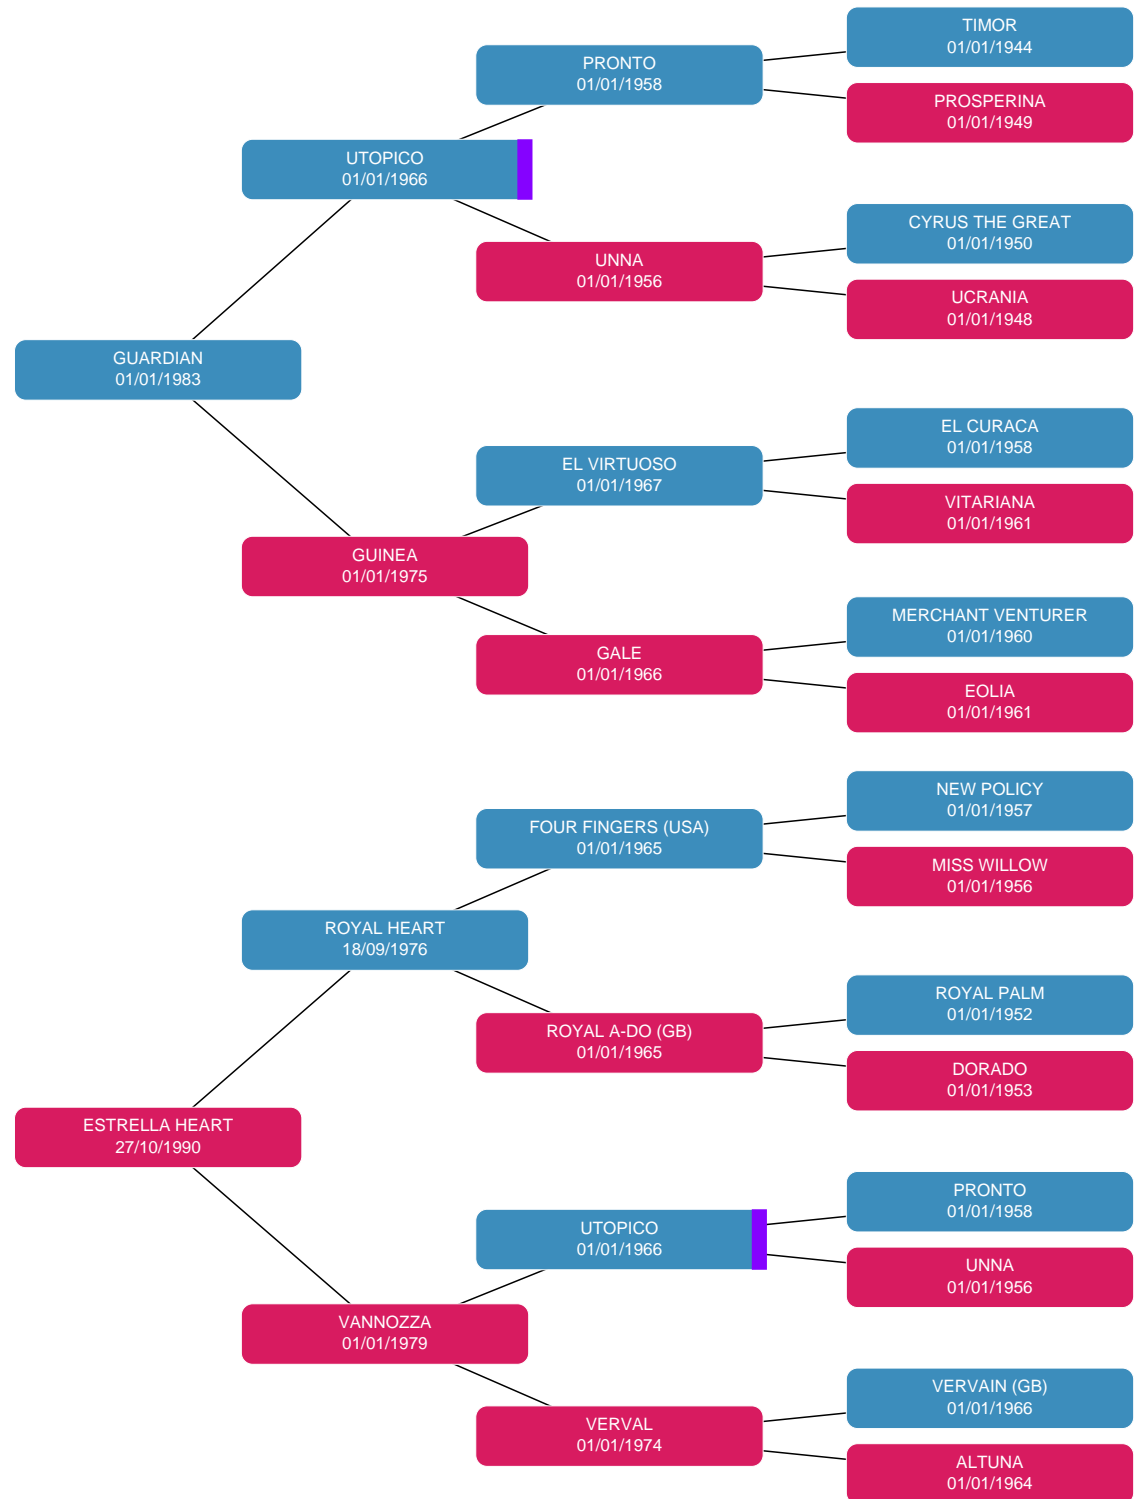 TIMOR
01/01/1944
PRONTO
01/01/1958
PROSPERINA
01/01/1949
UTOPICO
01/01/1966
CYRUS THE GREAT
01/01/1950
UNNA
01/01/1956
UCRANIA
01/01/1948
GUARDIAN
01/01/1983
EL CURACA
01/01/1958
EL VIRTUOSO
01/01/1967
VITARIANA
01/01/1961
GUINEA
01/01/1975
MERCHANT VENTURER
01/01/1960
GALE
01/01/1966
EOLIA
01/01/1961
NEW POLICY
01/01/1957
FOUR FINGERS (USA)
01/01/1965
MISS WILLOW
01/01/1956
ROYAL HEART
18/09/1976
ROYAL PALM
01/01/1952
ROYAL A-DO (GB)
01/01/1965
DORADO
01/01/1953
ESTRELLA HEART
27/10/1990
PRONTO
01/01/1958
UTOPICO
01/01/1966
UNNA
01/01/1956
VANNOZZA
01/01/1979
VERVAIN (GB)
01/01/1966
VERVAL
01/01/1974
ALTUNA
01/01/1964